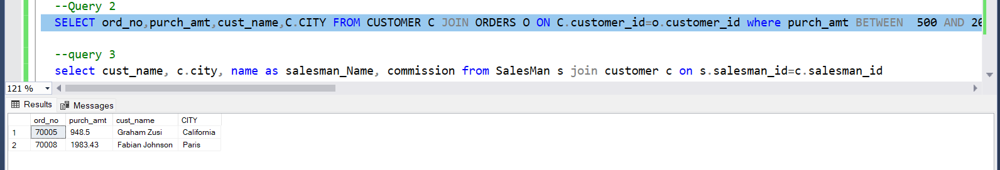 --Query 2
SELECT ord_no,purch_amt,cust_name,C.CITY FROM CUSTOMER C JOIN ORDERS O ON C.customer_id=o.customer_id where purch_amt BETWEEN  500 AND 20
--query 3
select cust_name, c.city, name as salesman_Name, commission from SalesMan s join customer c on s.salesman_id=c.salesman_id
121 %
Results Messages
ord_no purch_amt cust_name CITY
1 70005 948.5 Graham Zusi California
2 70008 1983.43 Fabian Johnson Paris